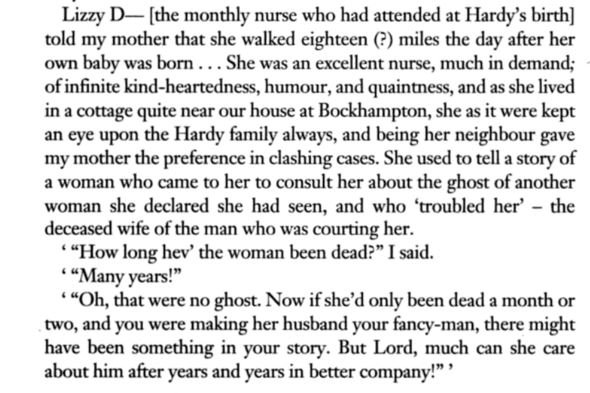 Lizzy D— [the monthly nurse who had attended at Hardy's birth]
told my mother that she walked eighteen (?) miles the day after her
own baby was born . . . She was an excellent nurse, much in demand;
of infinite kind-heartedness, humour, and quaintness, and as she lived
in a cottage quite near our house at Bockhampton, she as it were kept
an eye upon the Hardy family always, and being her neighbour gave
my mother the preference in clashing cases. She used to tell a story of
a woman who came to her to consult her about the ghost of another
woman she declared she had seen, and who ‘troubled her’ – the
deceased wife of the man who was courting her.
‘ “How long hev’ the woman been dead?” I said.
‘ “Many years!”
‘ “Oh, that were no ghost. Now if she’d only been dead a month or
two, and you were making her husband your fancy-man, there might
have been something in your story. But Lord, much can she care
about him after years and years in better company!” ’